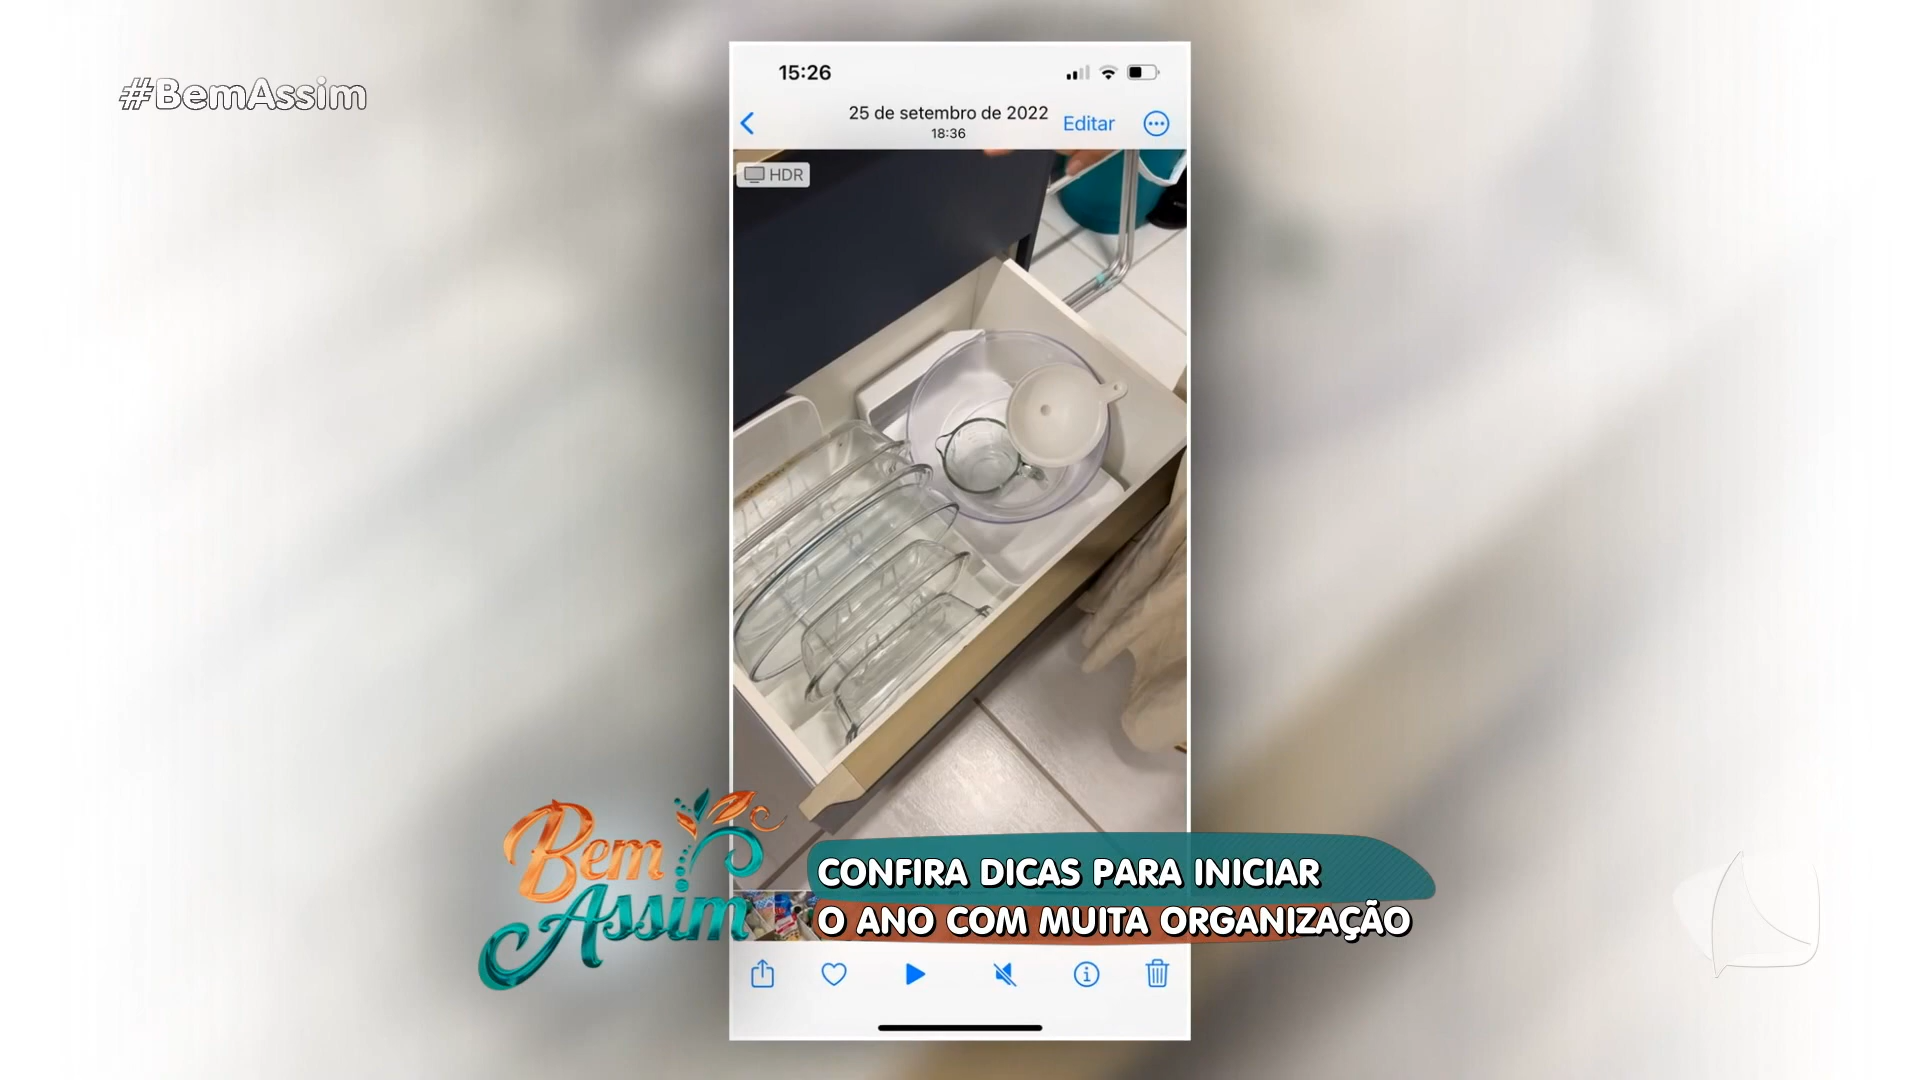 #BemAssim
15:26
25 de setembro de 2022
18:36
Editar
HDR
Bem
Assim
CONFIRA DICAS PARA INICIAR
O ANO COM MUITA ORGANIZAÇÃO